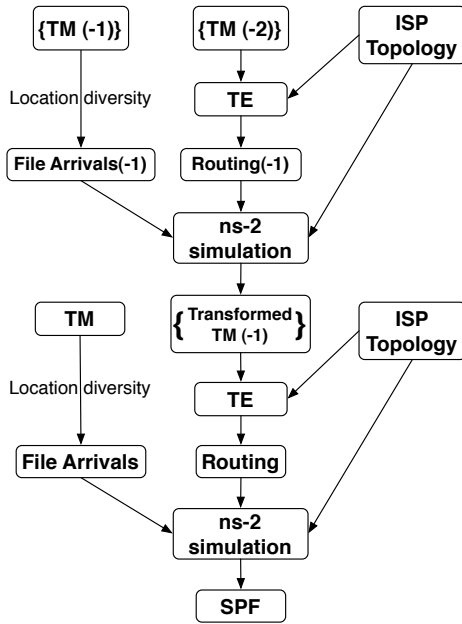 {TM (-1)}
{TM (-2)}
ISP
Topology
Location diversity
TE
File Arrivals(-1)
Routing(-1)
ns-2
simulation
TM
{ Transformed
TM (-1) }
ISP
Topology
Location diversity
TE
File Arrivals
Routing
ns-2
simulation
SPF